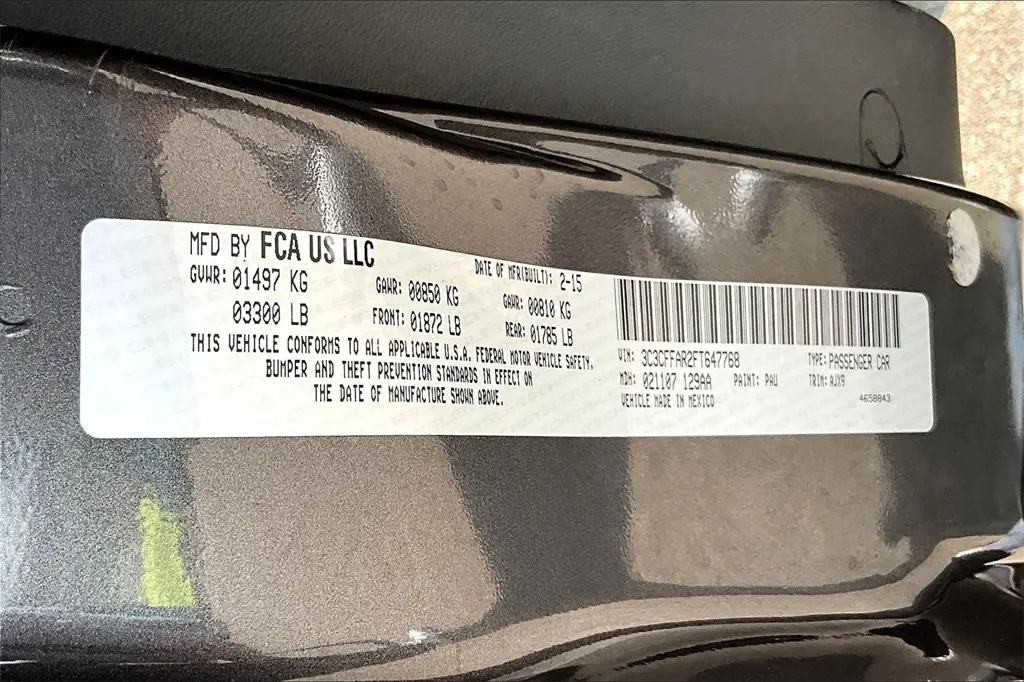 MFD BY FCA US LLC
DATE OF MFR(BUILT): 2-15
GVWR: 01497 KG
GAWR: 00850 KG
GAWR: 00810 KG
03300 LB
FRONT: 01872 LB
REAR: 01785 LB
THIS VEHICLE CONFORMS TO ALL APPLICABLE U.S.A. FEDERAL MOTOR VEHICLE SAFETY,
BUMPER AND THEFT PREVENTION STANDARDS IN EFFECT ON
THE DATE OF MANUFACTURE SHOWN ABOVE.
VIN: 3C3CFFAR2FT647768
TYPE: PASSENGER CAR
MDH: 021107 129AA
PAINT: PAU
TRIM: AJX9
VEHICLE MADE IN MEXICO
4658843